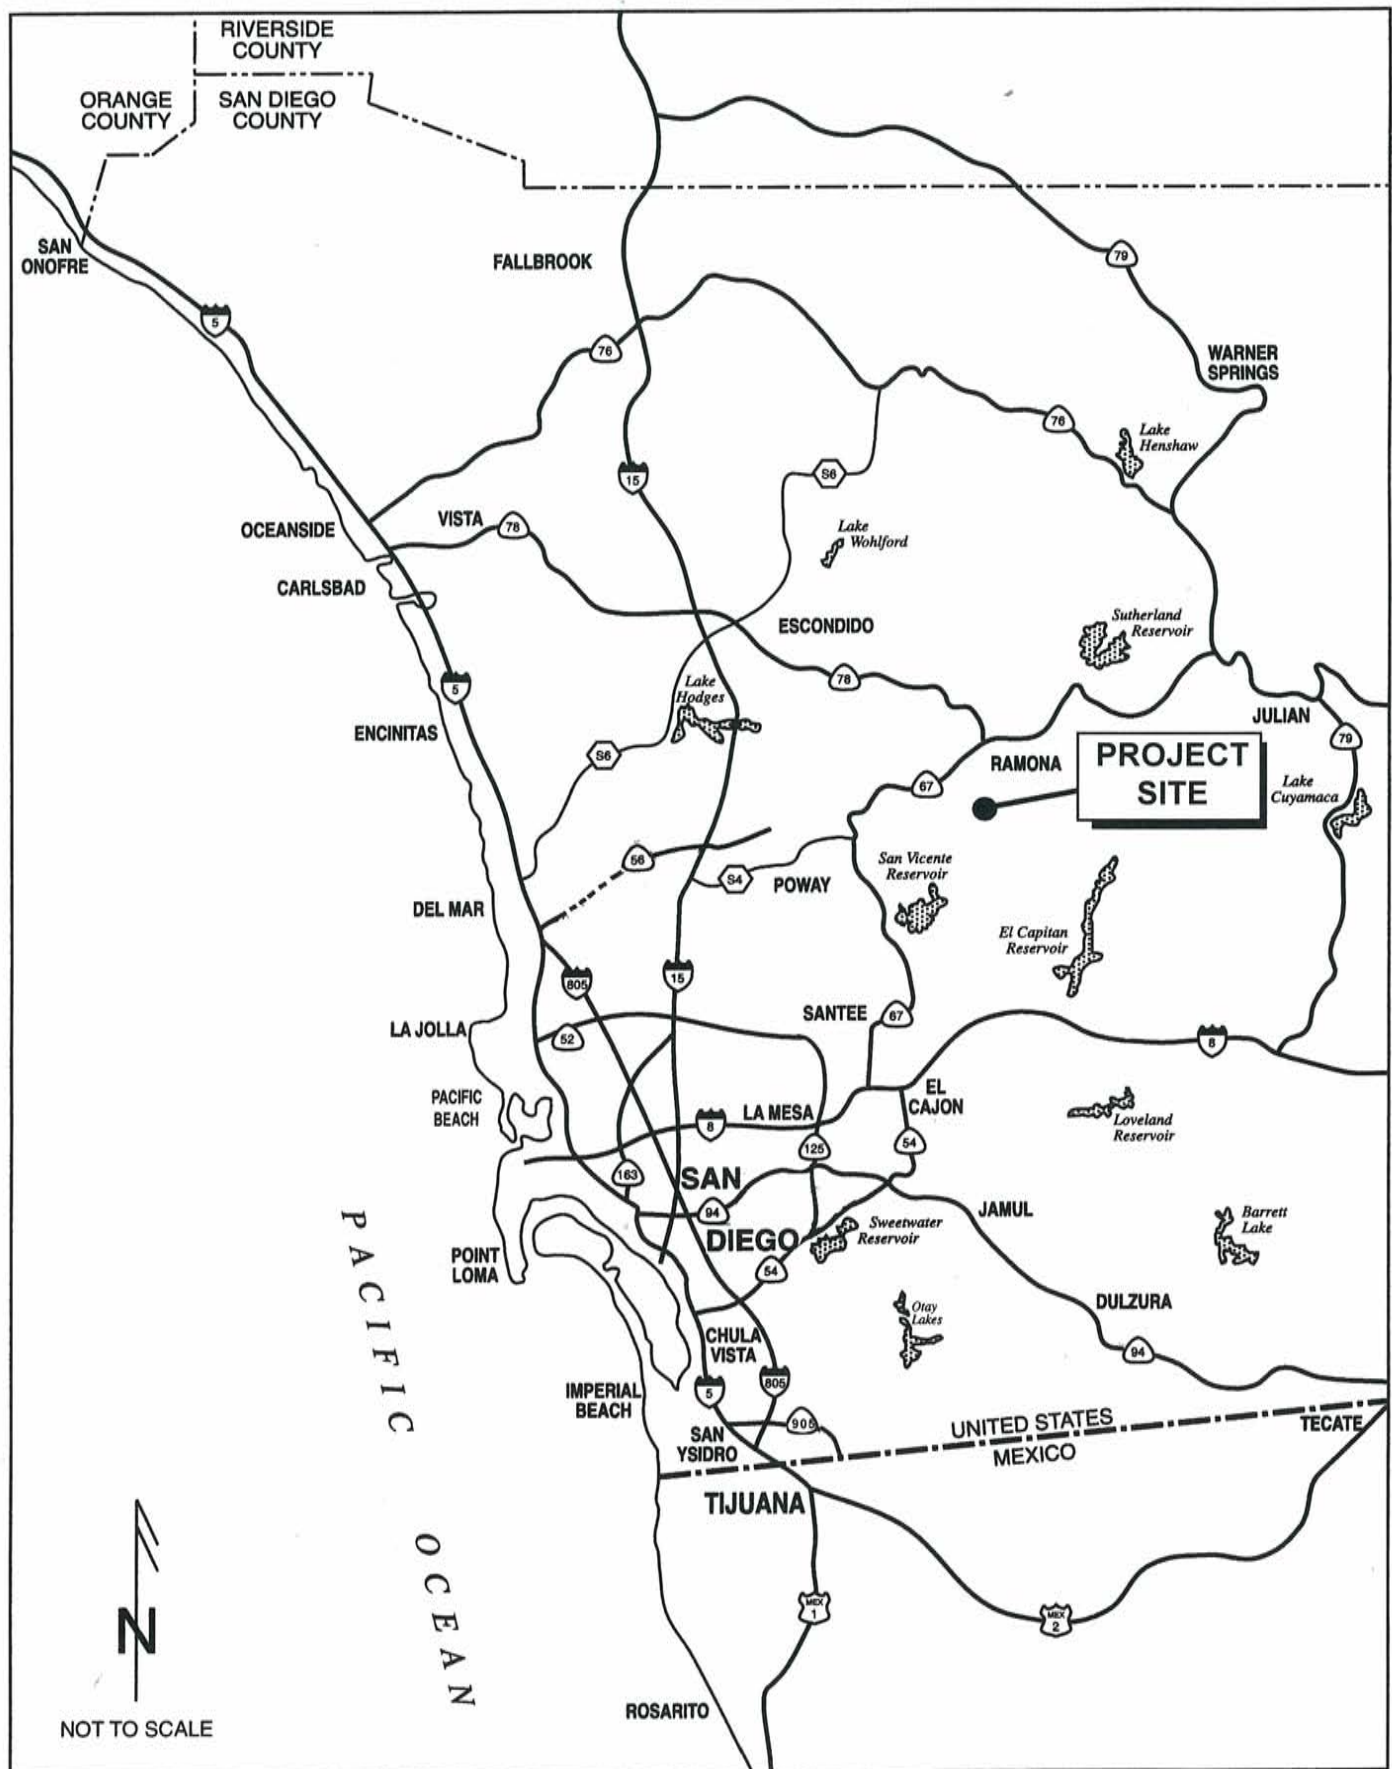 RIVERSIDE
COUNTY
ORANGE
COUNTY
SAN DIEGO
COUNTY
SAN
ONOFRE
FALLBROOK
79
5
76
WARNER
SPRINGS
76
Lake
Henshaw
15
S6
OCEANSIDE
VISTA
78
Lake
Wohlford
CARLSBAD
ESCONDIDO
Sutherland
Reservoir
5
Lake
Hodges
78
ENCINITAS
JULIAN
79
S6
RAMONA
PROJECT
SITE
67
Lake
Cuyamaca
56
S4
POWAY
San Vicente
Reservoir
DEL MAR
El Capitan
Reservoir
805
15
LA JOLLA
52
SANTEE
67
8
PACIFIC
BEACH
8
LA MESA
EL
CAJON
Loveland
Reservoir
125
54
163
SAN
DIEGO
94
JAMUL
Sweetwater
Reservoir
Barrett
Lake
POINT
LOMA
54
Otay
Lakes
DULZURA
CHULA
VISTA
94
IMPERIAL
BEACH
5
805
905
SAN
YSIDRO
UNITED STATES
MEXICO
TECATE
TIJUANA
PACIFIC
OCEAN
MEX
1
MEX
2
N
NOT TO SCALE
ROSARITO